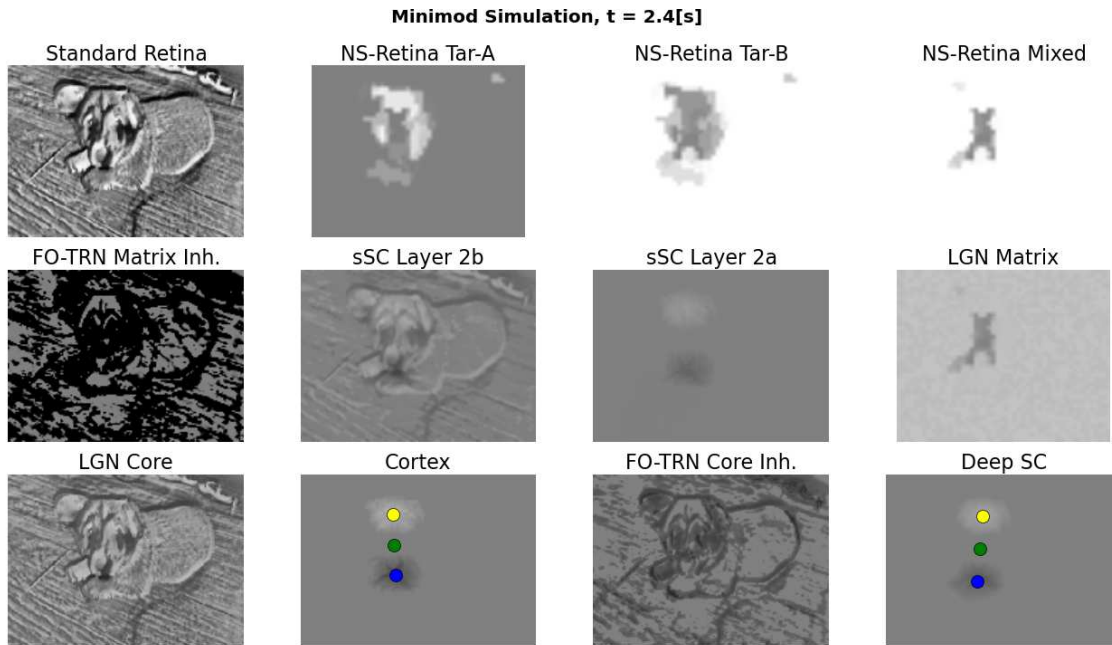 Minimod Simulation, t = 2.4[s]
Standard Retina
NS-Retina Tar-A
NS-Retina Tar-B
NS-Retina Mixed
FO-TRN Matrix Inh.
sSC Layer 2b
sSC Layer 2a
LGN Matrix
LGN Core
Cortex
FO-TRN Core Inh.
Deep SC